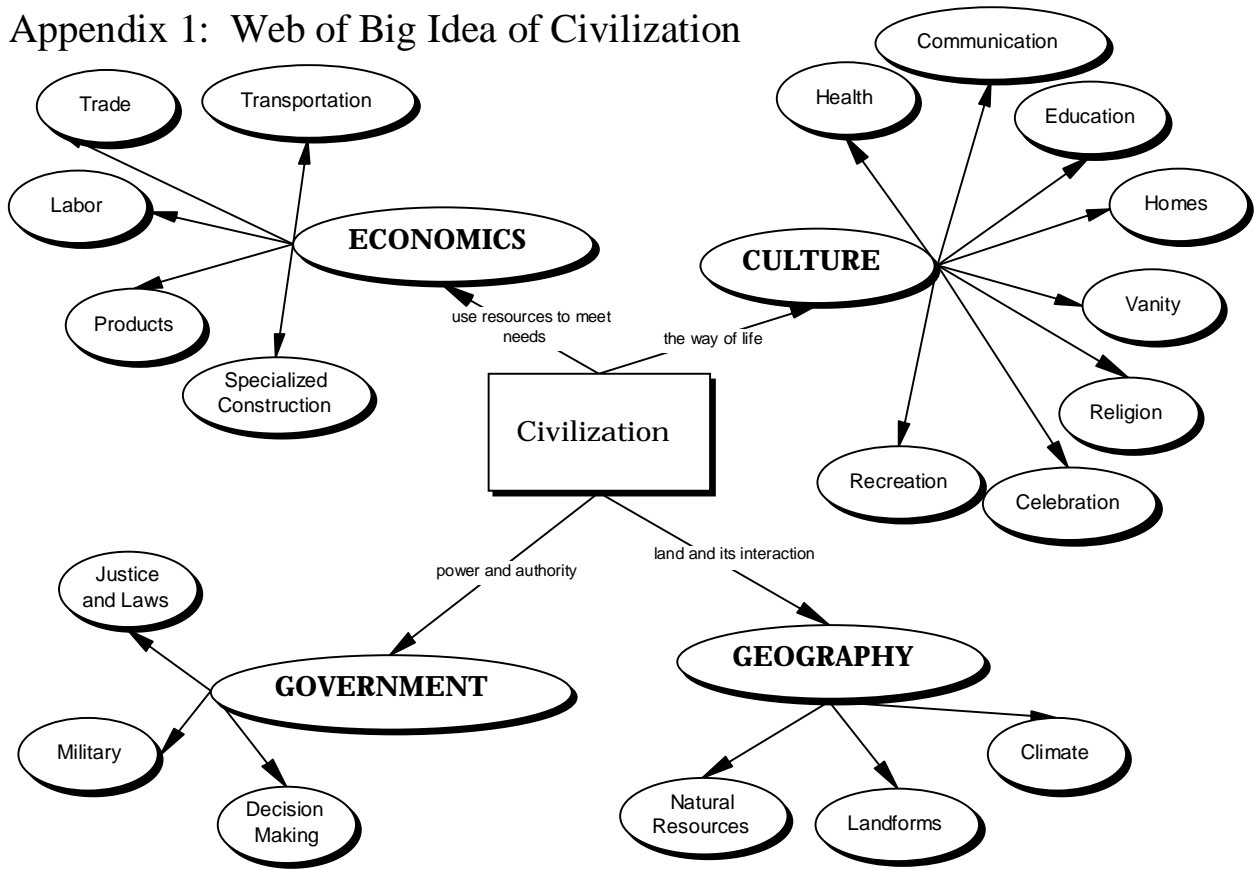 Appendix 1: Web of Big Idea of Civilization
Trade
Transportation
Labor
ECONOMICS
Products
Specialized
Construction
use resources to meet
needs
Communication
Health
Education
Homes
CULTURE
Vanity
the way of life
Religion
Recreation
Celebration
Civilization
power and authority
land and its interaction
Justice
and Laws
GOVERNMENT
Military
Decision
Making
GEOGRAPHY
Climate
Natural
Resources
Landforms